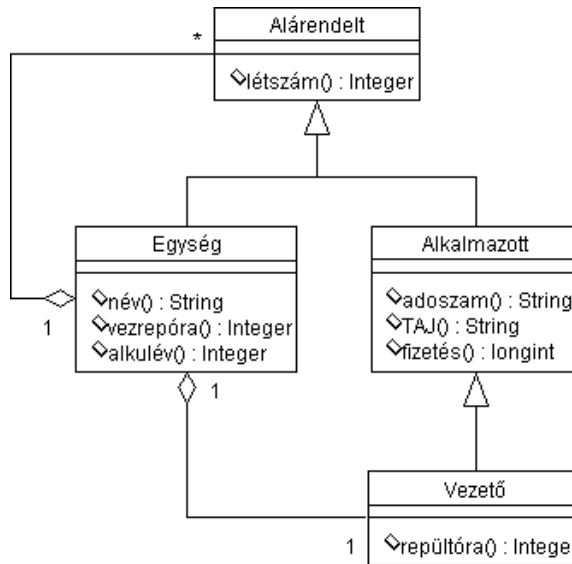 Alárendelt
*
létszám() : Integer
Egység
Alkalmazott
név() : String
vezrepóra() : Integer
alkulév() : Integer
adoszam() : String
TAJ() : String
fizetés() : longint
1
1
Vezető
1
repültóra() : Intege